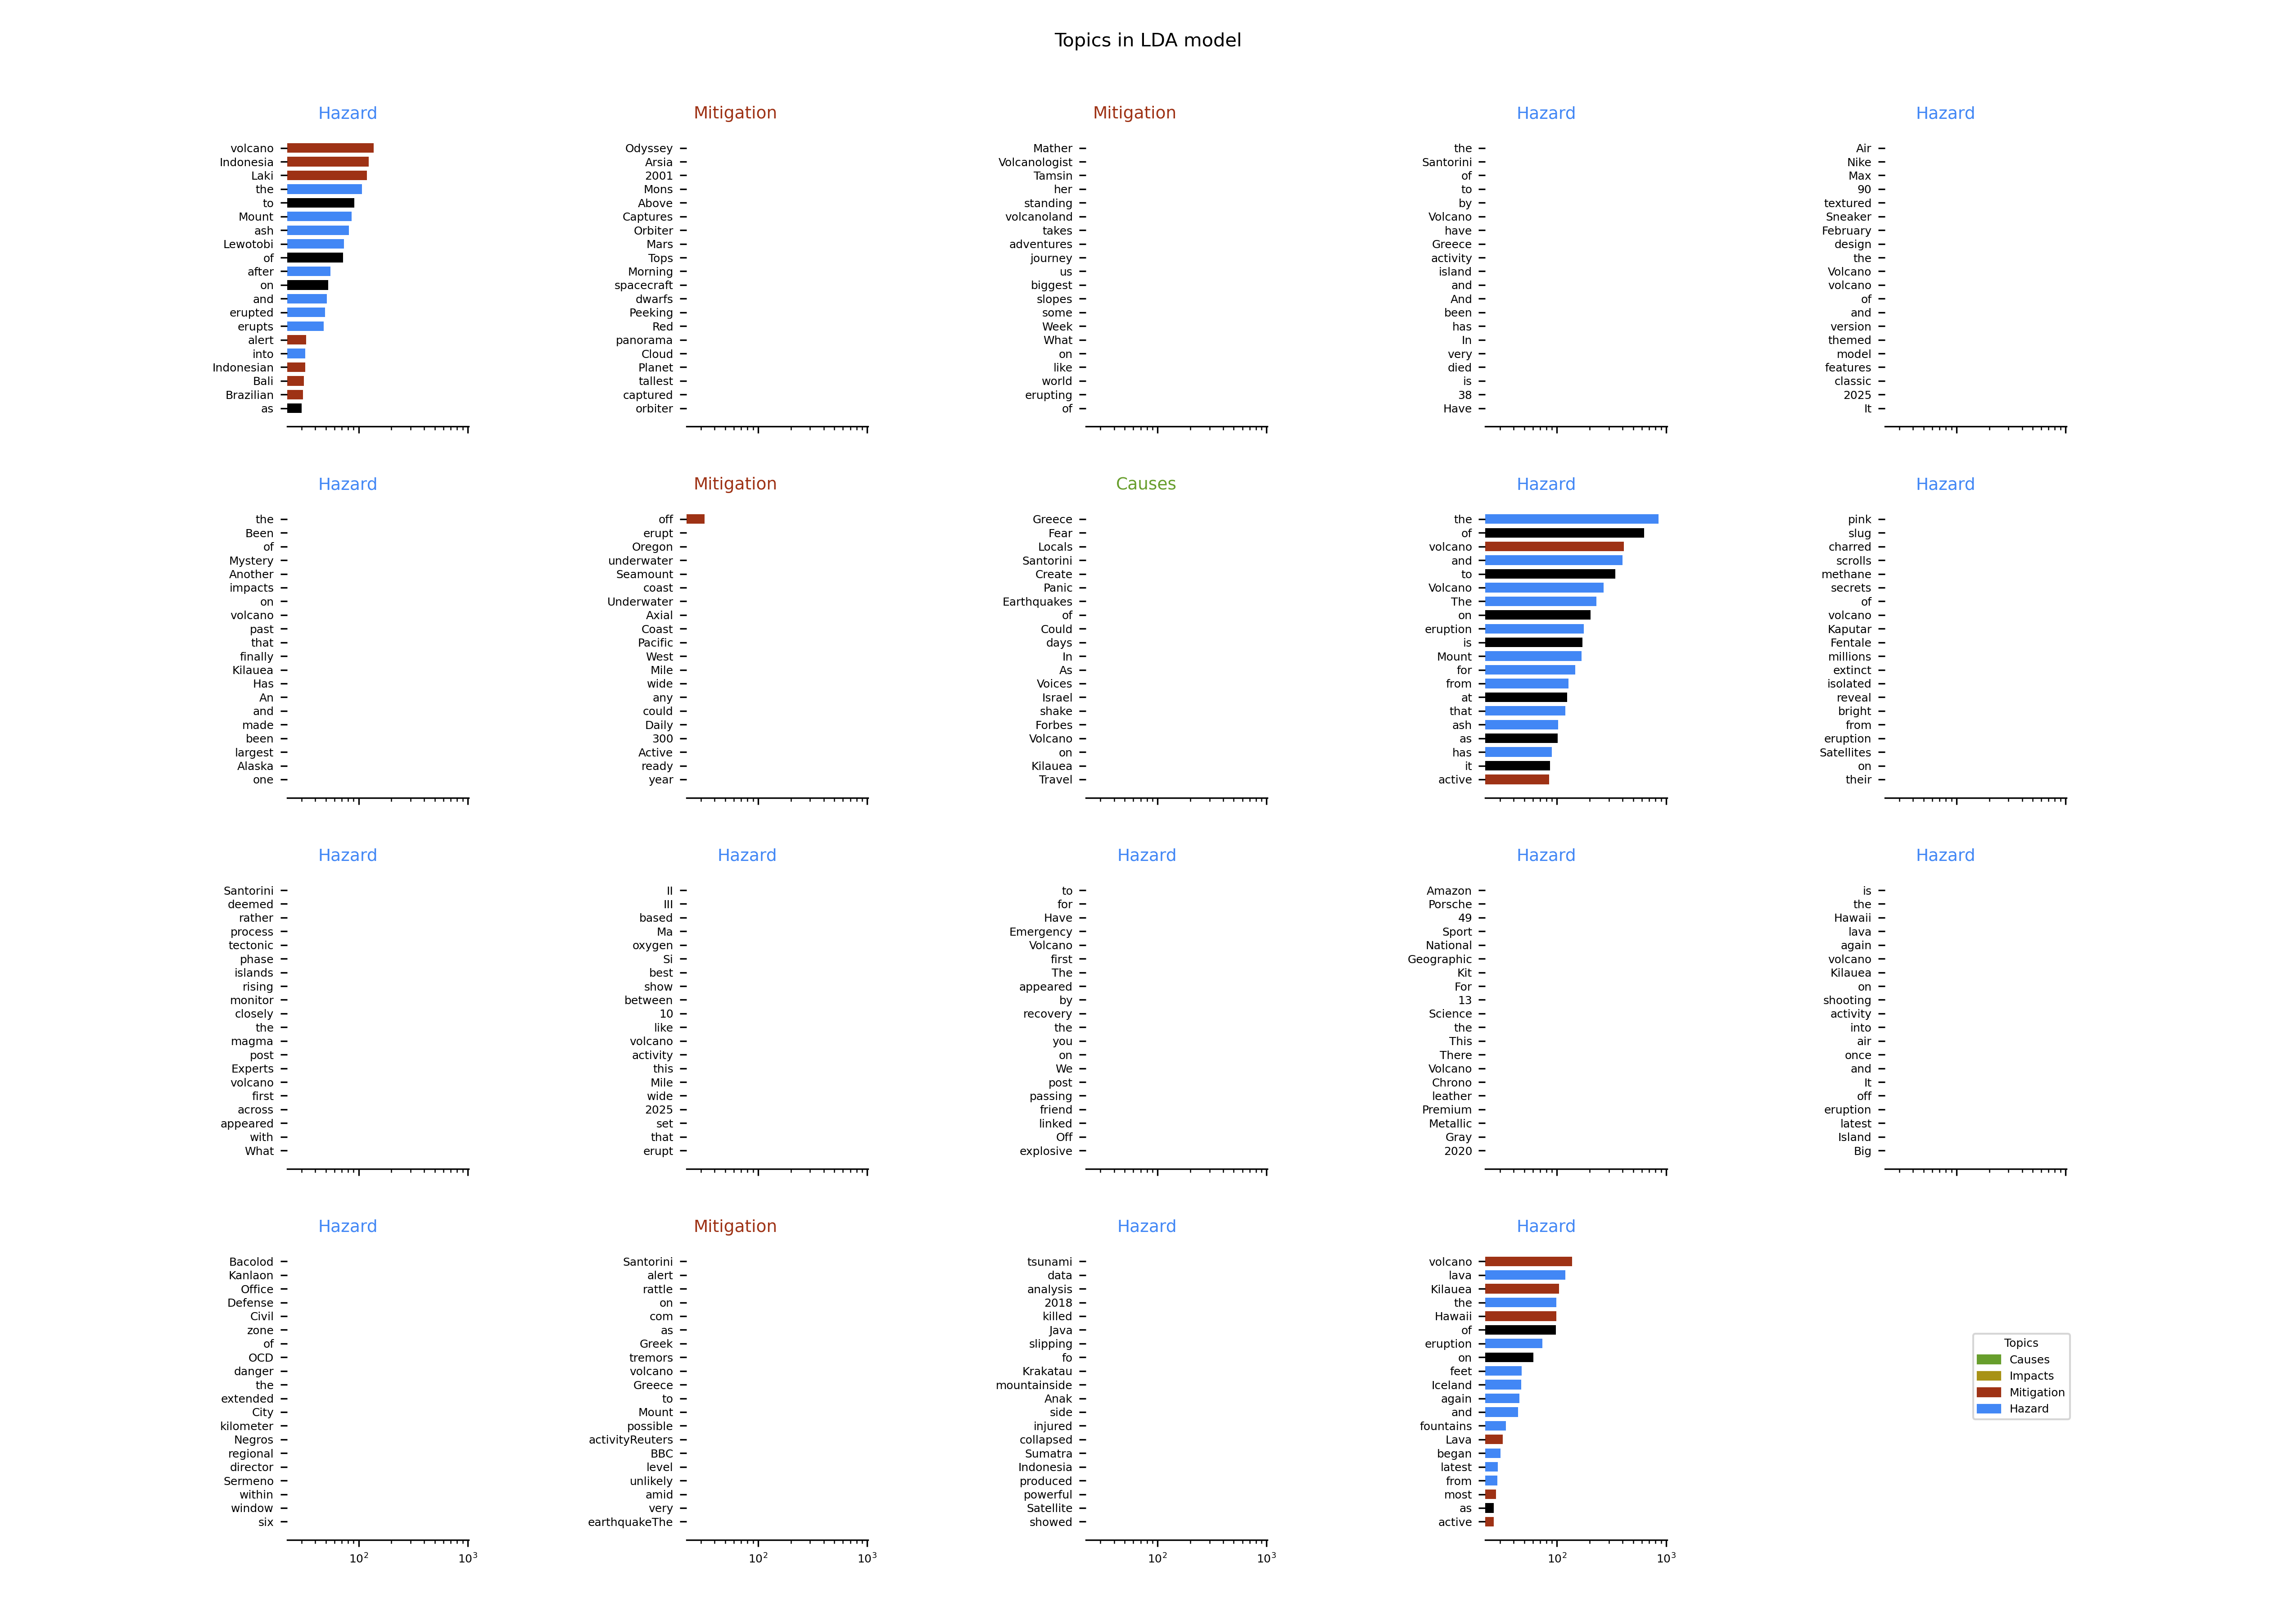 Topics in LDA model
Hazard
volcano
Indonesia
Laki
the
to
Mount
ash
Lewotobi
of
after
on
and
erupted
erupts
alert
into
Indonesian
Bali
Brazilian
as
Mitigation
Odyssey
Arsia
2001
Mons
Above
Captures
Orbiter
Mars
Tops
Morning
spacecraft
dwarfs
Peeking
Red
panorama
Cloud
Planet
tallest
captured
orbiter
Mitigation
Mather
Volcanologist
Tamsin
her
standing
volcanoland
takes
adventures
journey
us
biggest
slopes
some
Week
What
on
like
world
erupting
of
Hazard
the
Santorini
of
to
by
Volcano
have
Greece
activity
island
and
And
been
has
In
very
died
is
38
Have
Hazard
Air
Nike
Max
90
textured
Sneaker
February
design
the
Volcano
volcano
of
and
version
themed
model
features
classic
2025
It
Hazard
the
Been
of
Mystery
Another
impacts
on
volcano
past
that
finally
Kilauea
Has
An
and
made
been
largest
Alaska
one
Mitigation
off
erupt
Oregon
underwater
Seamount
coast
Underwater
Axial
Coast
Pacific
West
Mile
wide
any
could
Daily
300
Active
ready
year
Causes
Greece
Fear
Locals
Santorini
Create
Panic
Earthquakes
of
Could
days
In
As
Voices
Israel
shake
Forbes
Volcano
on
Kilauea
Travel
Hazard
the
of
volcano
and
to
Volcano
The
on
eruption
is
Mount
for
from
at
that
ash
as
has
it
active
Hazard
pink
slug
charred
scrolls
methane
secrets
of
volcano
Kaputar
Fentale
millions
extinct
isolated
reveal
bright
from
eruption
Satellites
on
their
Hazard
Santorini
deemed
rather
process
tectonic
phase
islands
rising
monitor
closely
the
magma
post
Experts
volcano
first
across
appeared
with
What
Hazard
II
III
based
Ma
oxygen
Si
best
show
between
10
like
volcano
activity
this
Mile
wide
2025
set
that
erupt
Hazard
to
for
Have
Emergency
Volcano
first
The
appeared
by
recovery
the
you
on
We
post
passing
friend
linked
Off
explosive
Hazard
Amazon
Porsche
49
Sport
National
Geographic
Kit
For
13
Science
the
This
There
Volcano
Chrono
leather
Premium
Metallic
Gray
2020
Hazard
is
the
Hawaii
lava
again
volcano
Kilauea
on
shooting
activity
into
air
once
and
It
off
eruption
latest
Island
Big
Hazard
Bacolod
Kanlaon
Office
Defense
Civil
zone
of
OCD
danger
the
extended
City
kilometer
Negros
regional
director
Sermeno
within
window
six
10²
10³
Mitigation
Santorini
alert
rattle
on
com
as
Greek
tremors
volcano
Greece
to
Mount
possible
activityReuters
BBC
level
unlikely
amid
very
earthquakeThe
10²
10³
Hazard
tsunami
data
analysis
2018
killed
Java
slipping
fo
Krakatau
mountainside
Anak
side
injured
collapsed
Sumatra
Indonesia
produced
powerful
Satellite
showed
10²
10³
Hazard
volcano
lava
Kilauea
the
Hawaii
of
eruption
on
feet
Iceland
again
and
fountains
Lava
began
latest
from
most
as
active
10²
10³
Topics
Causes
Impacts
Mitigation
Hazard